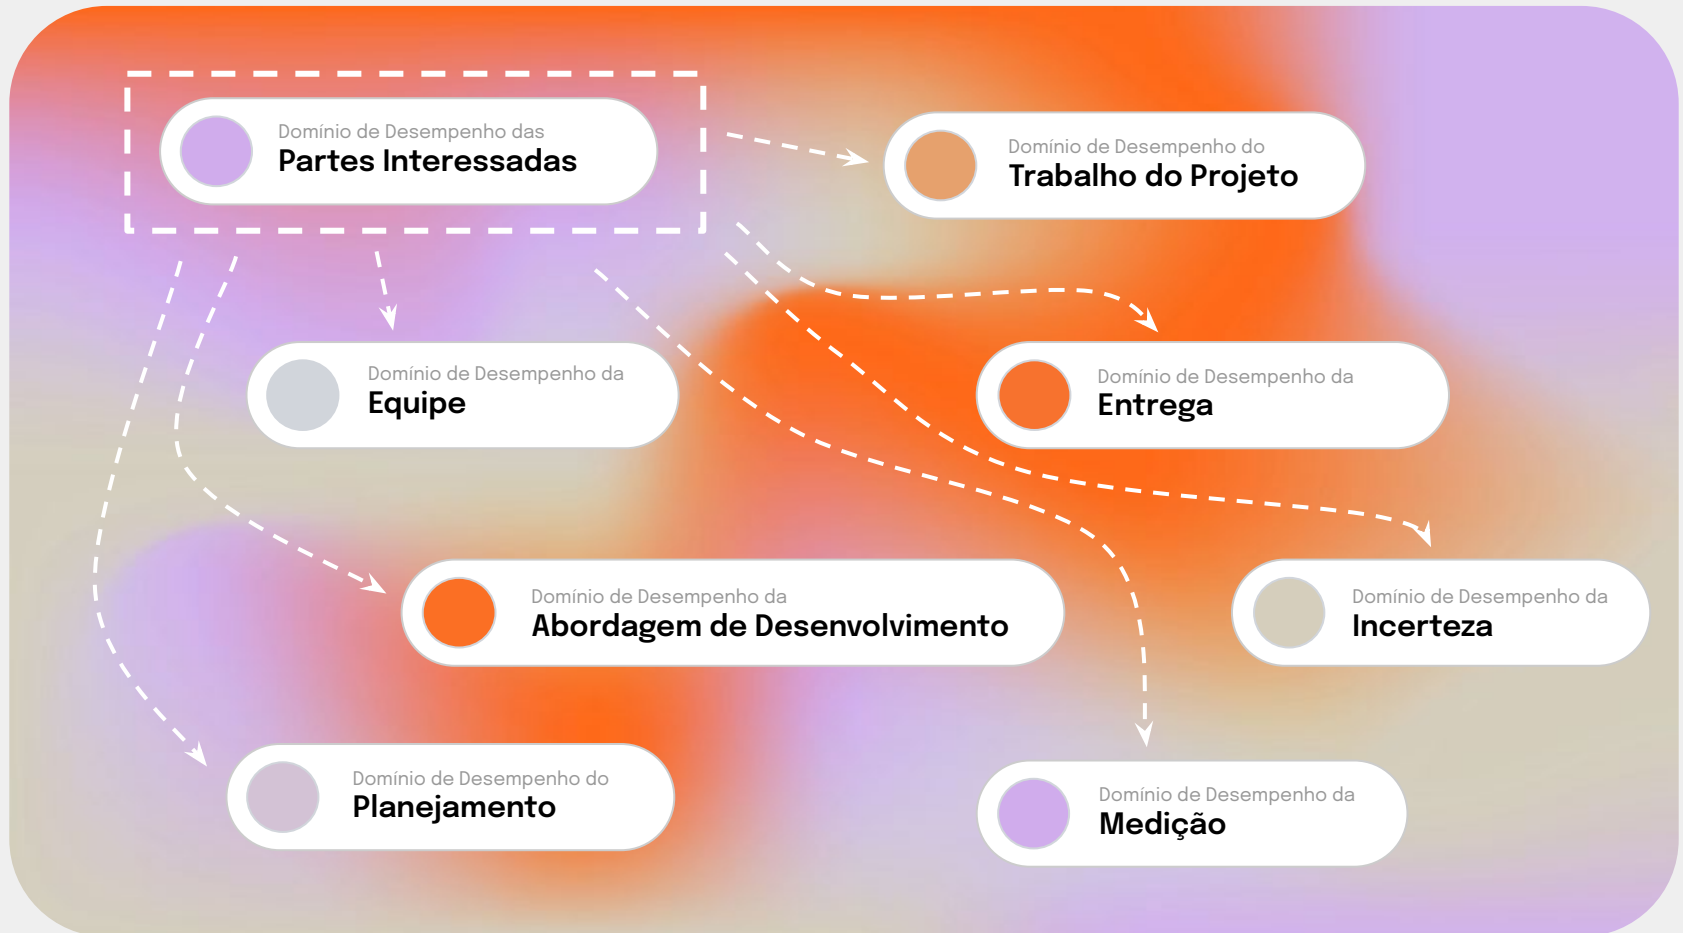 Domínio de Desempenho das
Partes Interessadas
Domínio de Desempenho do
Trabalho do Projeto
Domínio de Desempenho da
Equipe
Domínio de Desempenho da
Entrega
Domínio de Desempenho da
Abordagem de Desenvolvimento
Domínio de Desempenho da
Incerteza
Domínio de Desempenho do
Planejamento
Domínio de Desempenho da
Medição